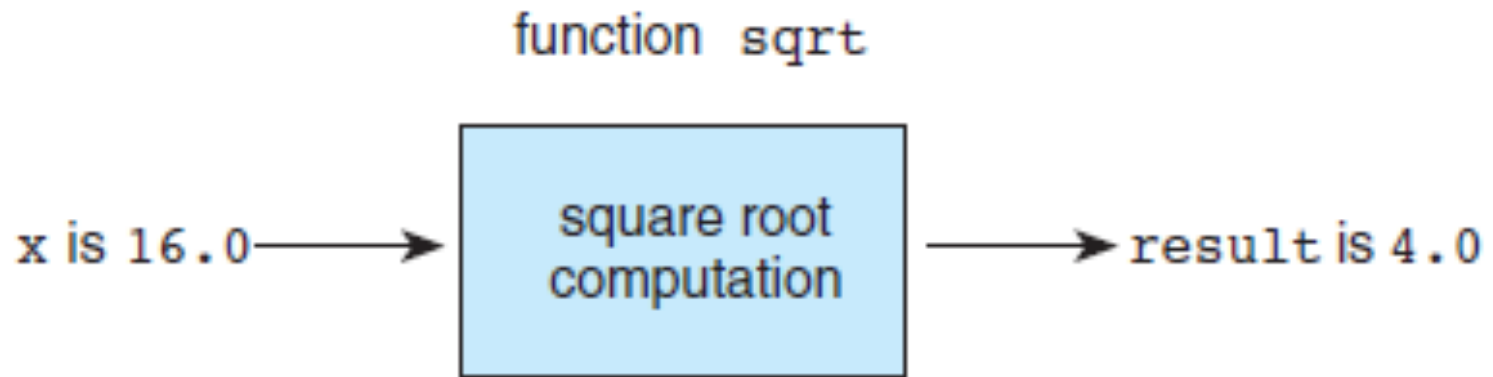 function sqrt
x is 16.0
square root
computation
result is 4.0